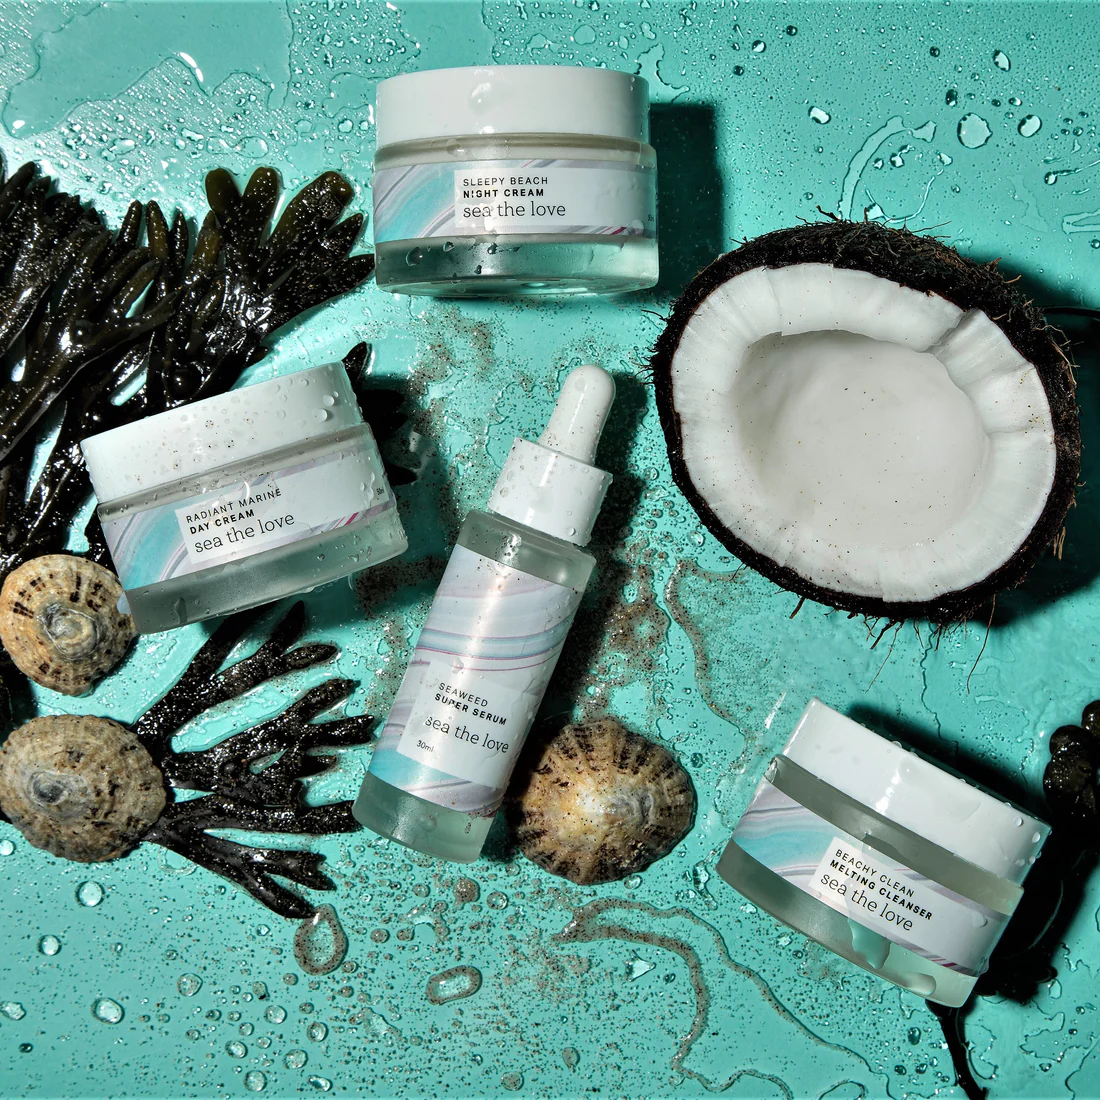 SLEEPY BEACH
NIGHT CREAM
sea the love
RADIANT MARINE
DAY CREAM
sea the love
SEAWEED
SUPER SERUM
sea the love
30ml
BEACHY CLEAN
MELTING CLEANSER
sea the love